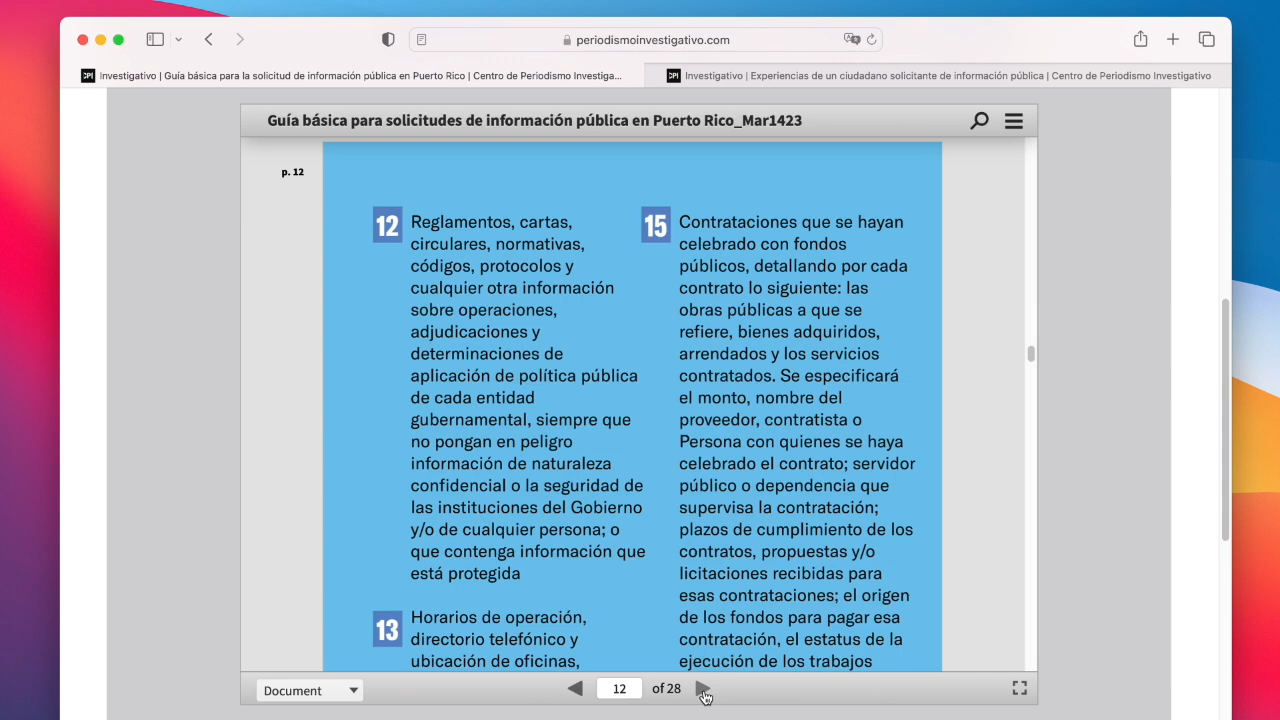 periodismoinvestigativo.com
CPI Investigativo | Guía básica para la solicitud de información pública en Puerto Rico | Centro de Periodismo Investiga...
CPI Investigativo | Experiencias de un ciudadano solicitante de información pública | Centro de Periodismo Investigativo
Guía básica para solicitudes de información pública en Puerto Rico_Mar1423
p. 12
12 Reglamentos, cartas,
circulares, normativas,
códigos, protocolos y
cualquier otra información
sobre operaciones,
adjudicaciones y
determinaciones de
aplicación de política pública
de cada entidad
gubernamental, siempre que
no pongan en peligro
información de naturaleza
confidencial o la seguridad de
las instituciones del Gobierno
y/o de cualquier persona; o
que contenga información que
está protegida
13 Horarios de operación,
directorio telefónico y
ubicación de oficinas,
15 Contrataciones que se hayan
celebrado con fondos
públicos, detallando por cada
contrato lo siguiente: las
obras públicas a que se
refiere, bienes adquiridos,
arrendados y los servicios
contratados. Se especificará
el monto, nombre del
proveedor, contratista o
Persona con quienes se haya
celebrado el contrato; servidor
público o dependencia que
supervisa la contratación;
plazos de cumplimiento de los
contratos, propuestas y/o
licitaciones recibidas para
esas contrataciones; el origen
de los fondos para pagar esa
contratación, el estatus de la
ejecución de los trabajos
Document
12 of 28